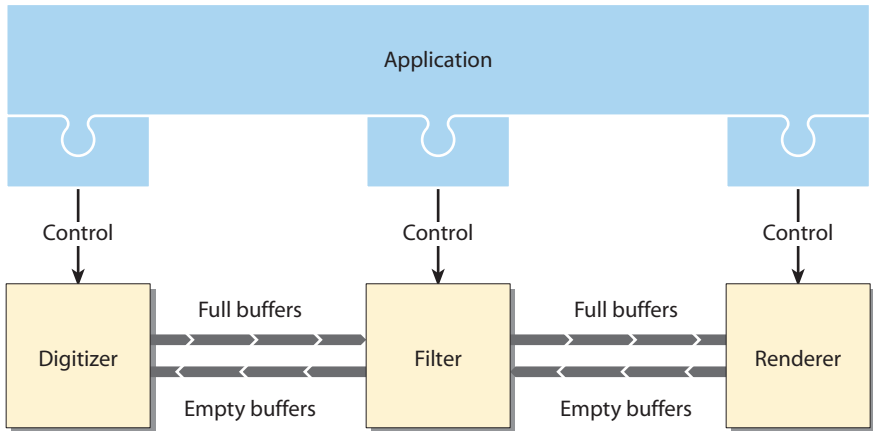 Application
Control
Control
Control
Full buffers
Full buffers
Digitizer
Filter
Renderer
Empty buffers
Empty buffers